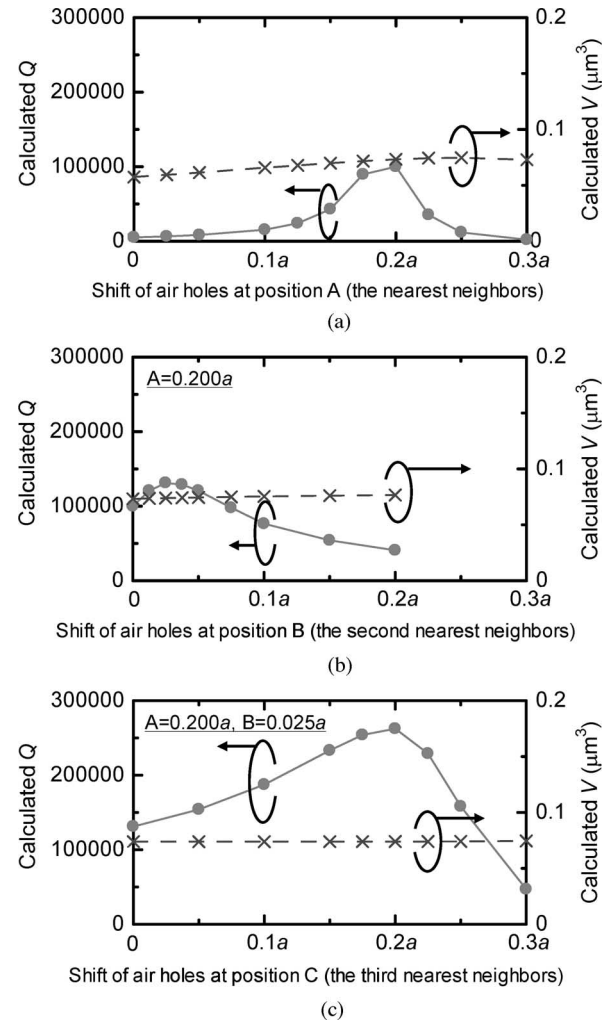 300000
200000
100000
0
Calculated Q
0.2
0.1
0
Calculated V (μm³)
0
0.1a
0.2a
0.3a
Shift of air holes at position A (the nearest neighbors)
(a)
300000
200000
100000
0
Calculated Q
A=0.200a
0.2
0.1
0
Calculated V (μm³)
0
0.1a
0.2a
0.3a
Shift of air holes at position B (the second nearest neighbors)
(b)
300000
200000
100000
0
Calculated Q
A=0.200a, B=0.025a
0.2
0.1
0
Calculated V (μm³)
0
0.1a
0.2a
0.3a
Shift of air holes at position C (the third nearest neighbors)
(c)